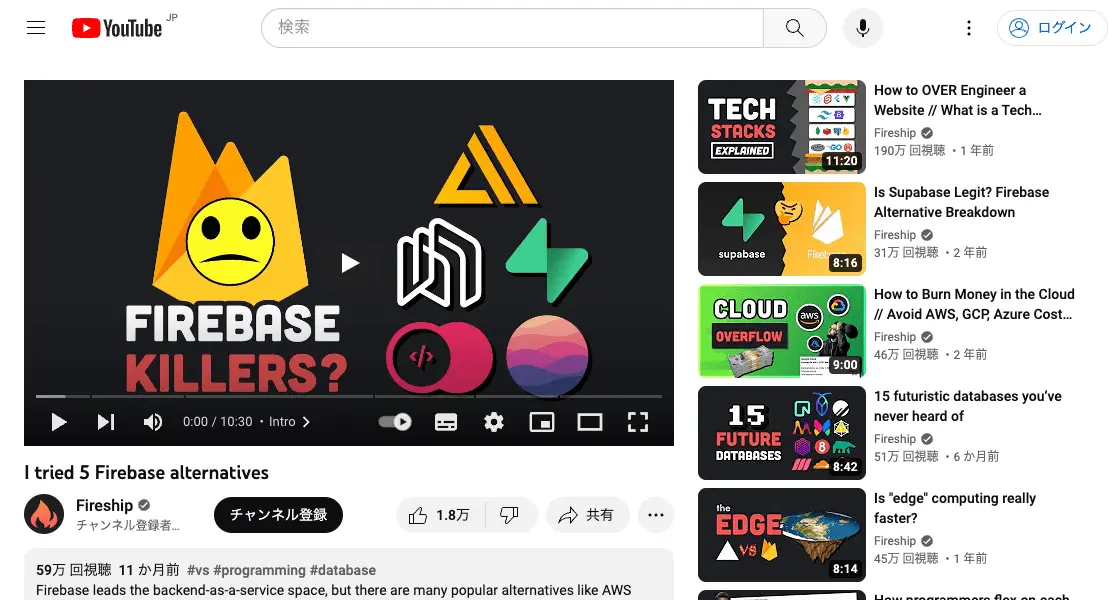 YouTube JP
検索
ログイン
FIREBASE
KILLERS?
0:00 / 10:30 • Intro
I tried 5 Firebase alternatives
Fireship
チャンネル登録者...
チャンネル登録
1.8万
共有
59万 回視聴 11 か月前 #vs #programming #database
Firebase leads the backend-as-a-service space, but there are many popular alternatives like AWS
TECH
STACKS
EXPLAINED
11:20
How to OVER Engineer a
Website // What is a Tech...
Fireship
190万 回視聴 • 1 年前
supabase
Fireb
8:16
Is Supabase Legit? Firebase
Alternative Breakdown
Fireship
31万 回視聴 • 2 年前
CLOUD
OVERFLOW
aws
9:00
How to Burn Money in the Cloud
// Avoid AWS, GCP, Azure Cost...
Fireship
46万 回視聴 • 2 年前
15
FUTURE
DATABASES
8:42
15 futuristic databases you've
never heard of
Fireship
51万 回視聴 • 6 か月前
the
EDGE
VS
8:14
Is "edge" computing really
faster?
Fireship
45万 回視聴 • 1 年前
How programmers flex on each